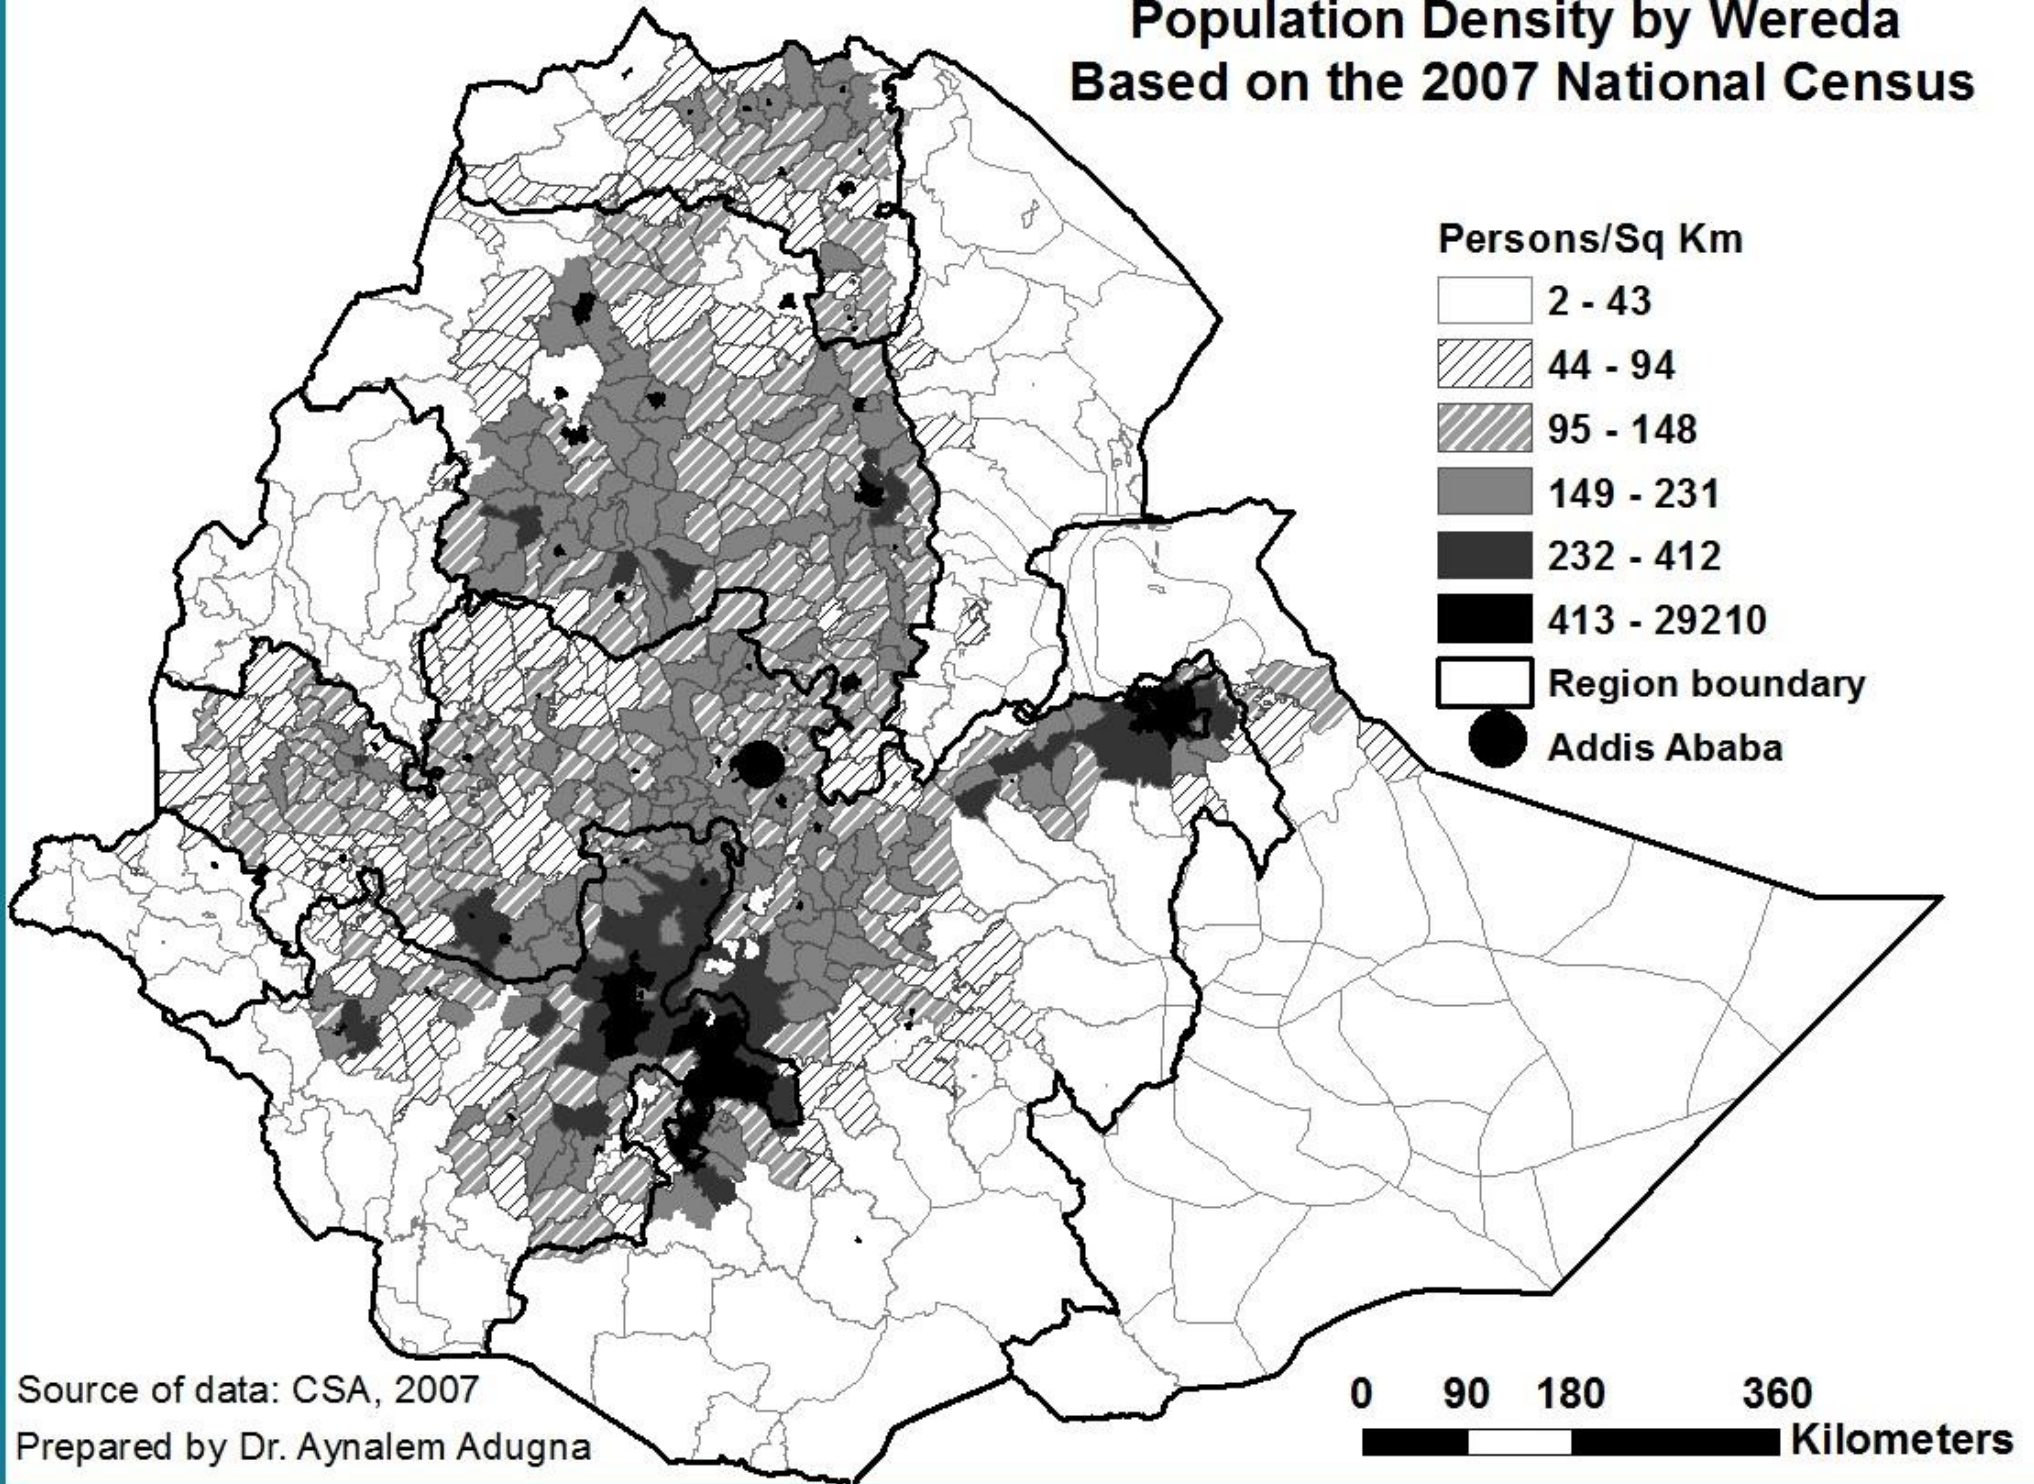 Population Density by Wereda
Based on the 2007 National Census
Persons/Sq Km
2 - 43
44 - 94
95 - 148
149 - 231
232 - 412
413 - 29210
Region boundary
Addis Ababa
Source of data: CSA, 2007
Prepared by Dr. Aynalem Adugna
0 90 180 360
Kilometers